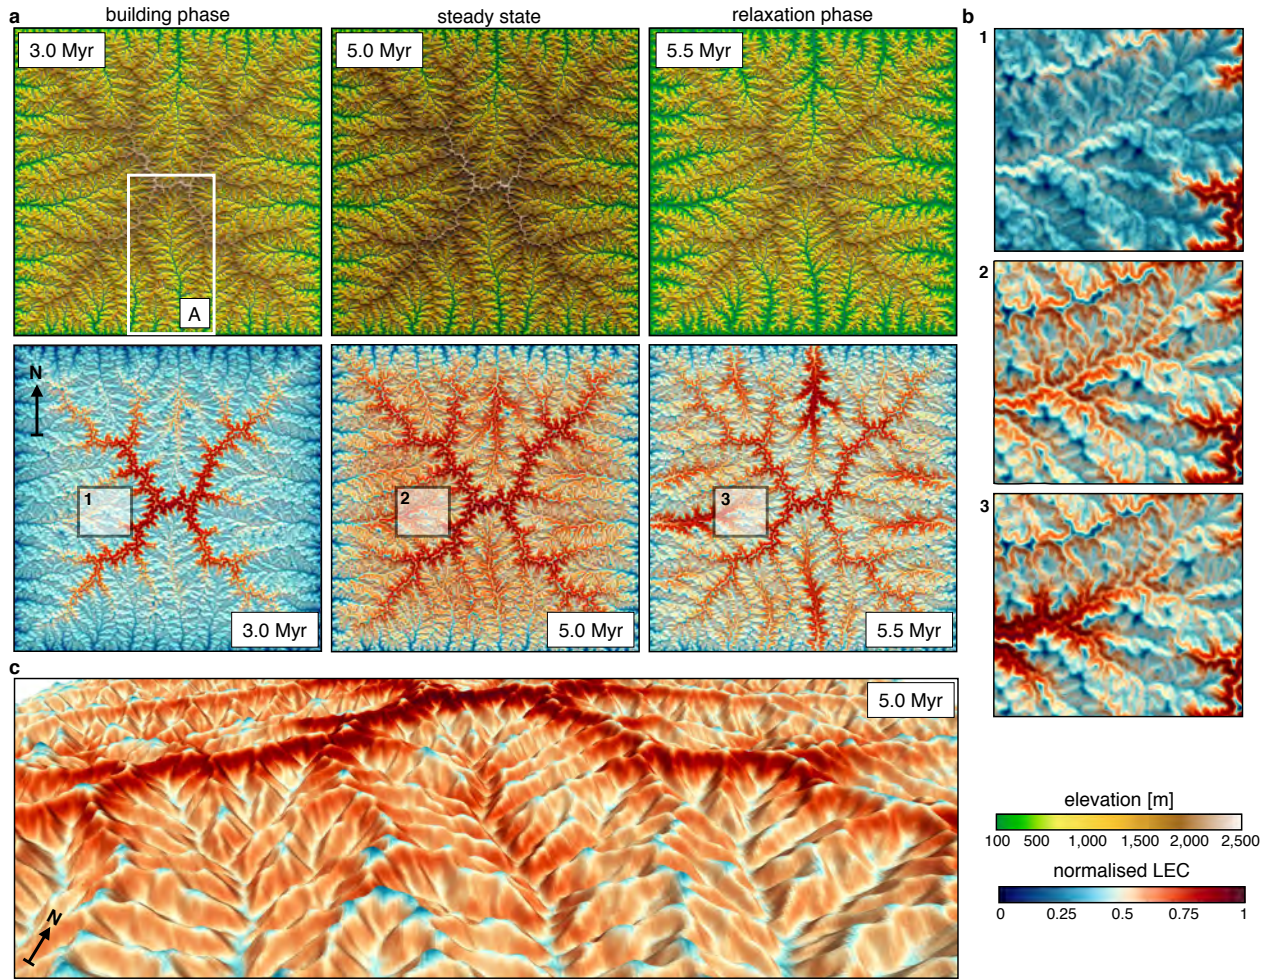 a
building phase
steady state
relaxation phase
b
3.0 Myr
5.0 Myr
5.5 Myr
A
1
2
3
N
1
2
3
3.0 Myr
5.0 Myr
5.5 Myr
c
5.0 Myr
N
elevation [m]
100 500 1,000 1,500 2,000 2,500
normalised LEC
0 0.25 0.5 0.75 1